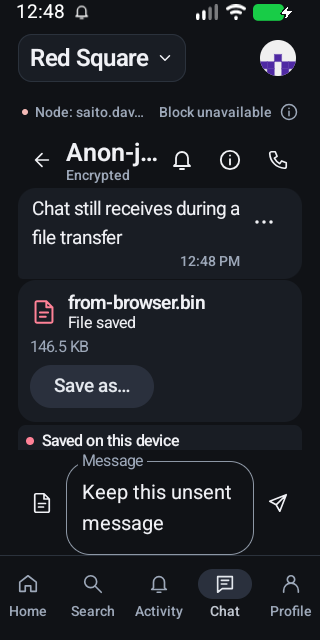 12:48
Red Square
Node: saito.dav... Block unavailable
Anon-j...
Encrypted
Chat still receives during a
file transfer
12:48 PM
from-browser.bin
File saved
146.5 KB
Save as...
Saved on this device
Message
Keep this unsent
message
Home Search Activity Chat Profile